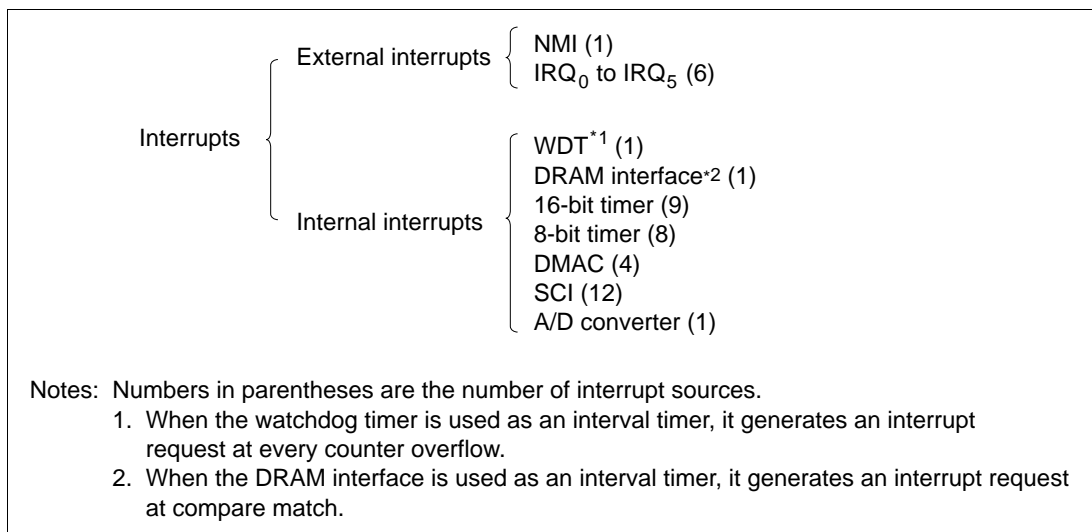 External interrupts
NMI (1)
IRQ0 to IRQ5 (6)
Interrupts
Internal interrupts
WDT*1 (1)
DRAM interface*2 (1)
16-bit timer (9)
8-bit timer (8)
DMAC (4)
SCI (12)
A/D converter (1)
Notes: Numbers in parentheses are the number of interrupt sources.
1. When the watchdog timer is used as an interval timer, it generates an interrupt
request at every counter overflow.
2. When the DRAM interface is used as an interval timer, it generates an interrupt request
at compare match.